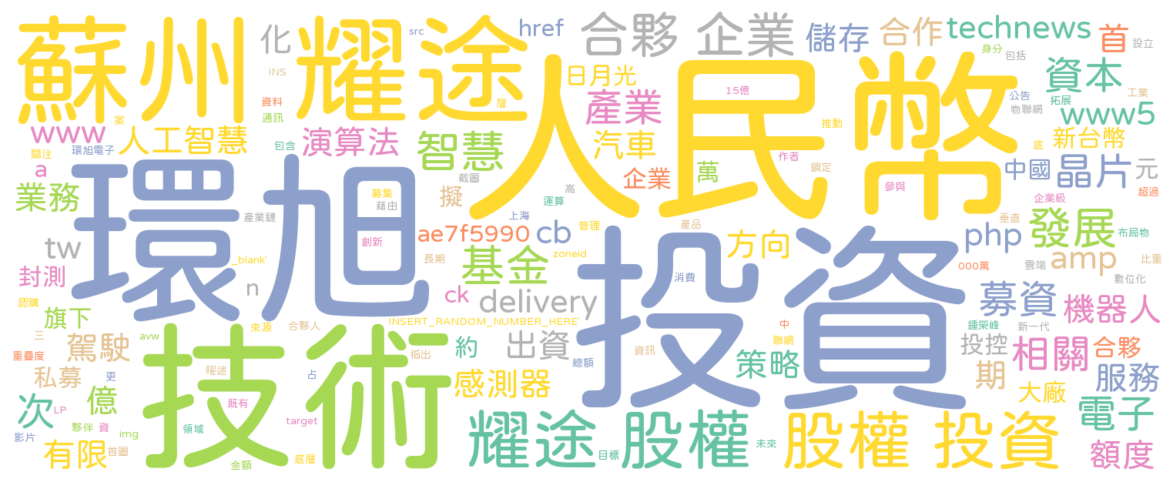 蘇州 耀途
化
src
href
INS
合夥 企業
儲存
合作
technews
首
身分
包括
設立
人民幣
日月光
資本
15億
公告
拓展
工業
產業
物聯網
www5
資料
通訊
層
案
www
人工智慧
演算法
智慧
汽車
推動
新台幣
關注
環旭電子
包含
作者
鎖定
底
a
截圖
高
企業
萬
中國
晶片
元
業務
環旭
募集
藉由
擬
運算
參與
企業級
超過
產業鏈
上海
管理
產品
垂直
布局物
tw
創新
ae7f5990
cb
投資
方向
php
發展
_blank'
長期
基金
zoneid
雲端
amp
比重
封測
000萬
數位化
n
ck
delivery
消費
募資
機器人
認購
旗下
三
來源
合夥人
INSERT_RANDOM_NUMBER_HERE'
中
鍾榮峰
新一代
avw
技術
約
出資
總額
聯網
投控
相關
合夥
重疊度
駕駛
指出
資訊
策略
私募
曜途
占
更
感測器
期
大廠
服務
次
LP
億
既有
target
耀途 股權
股權 投資
電子
影片
夥伴
資
img
領域
未來
有限
首圖
金額
底層
目標
額度